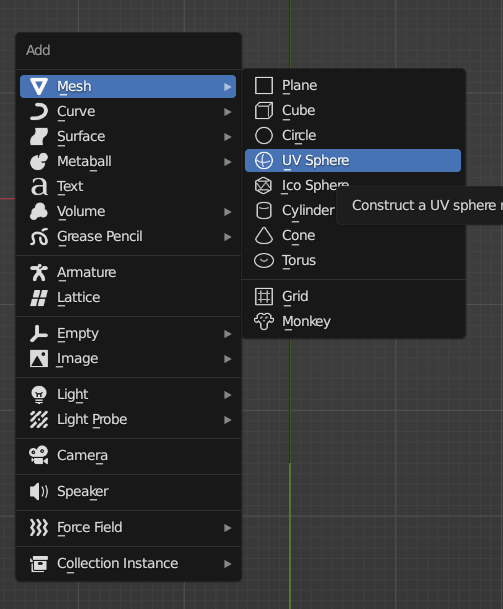 Add
Mesh
Curve
Surface
Metaball
Text
Volume
Grease Pencil
Armature
Lattice
Empty
Image
Light
Light Probe
Camera
Speaker
Force Field
Collection Instance
Plane
Cube
Circle
UV Sphere
Ico Sphere
Cylinder
Cone
Torus
Grid
Monkey
Construct a UV sphere